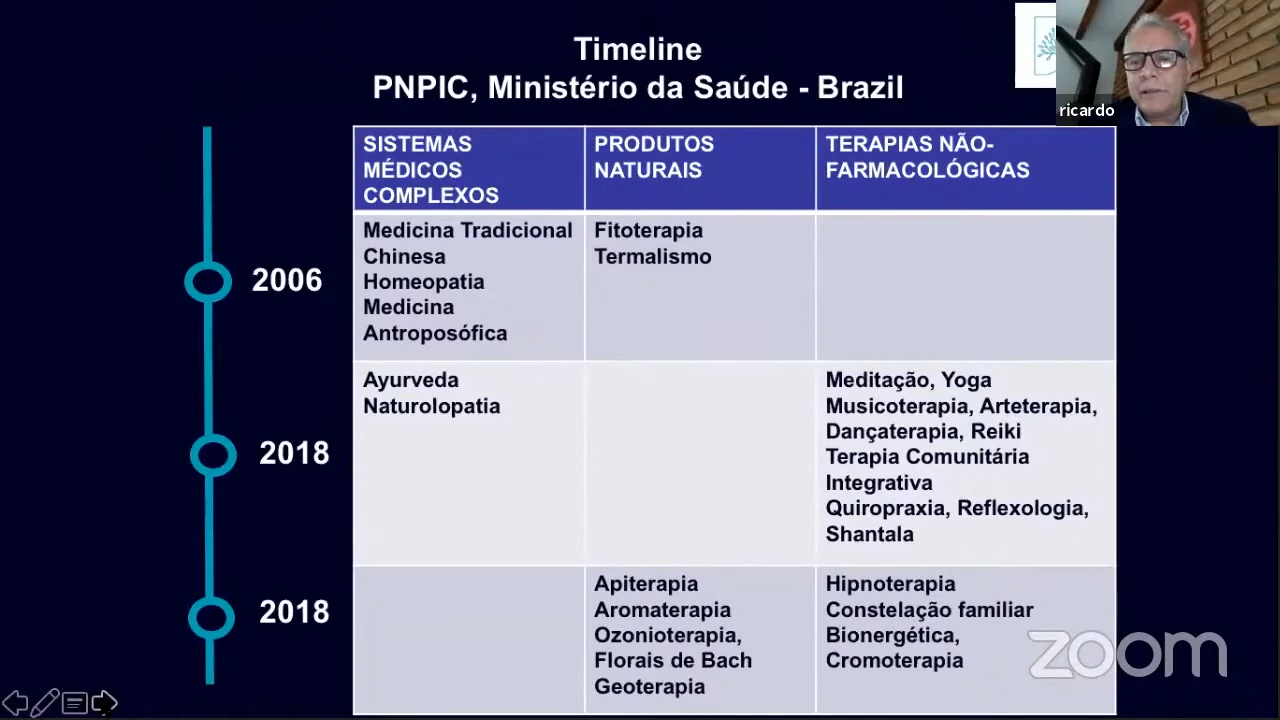 Timeline
PNPIC, Ministério da Saúde - Brazil
ricardo
SISTEMAS
MÉDICOS
COMPLEXOS
PRODUTOS
NATURAIS
TERAPIAS NÃO-
FARMACOLÓGICAS
2006
Medicina Tradicional
Chinesa
Homeopatia
Medicina
Antroposófica
Fitoterapia
Termalismo
2018
Ayurveda
Naturolopatia
Meditação, Yoga
Musicoterapia, Arteterapia,
Dançaterapia, Reiki
Terapia Comunitária
Integrativa
Quiropraxia, Reflexologia,
Shantala
2018
Apiterapia
Aromaterapia
Ozonioterapia,
Florais de Bach
Geoterapia
Hipnoterapia
Constelação familiar
Bionergética,
Cromoterapia
zoom